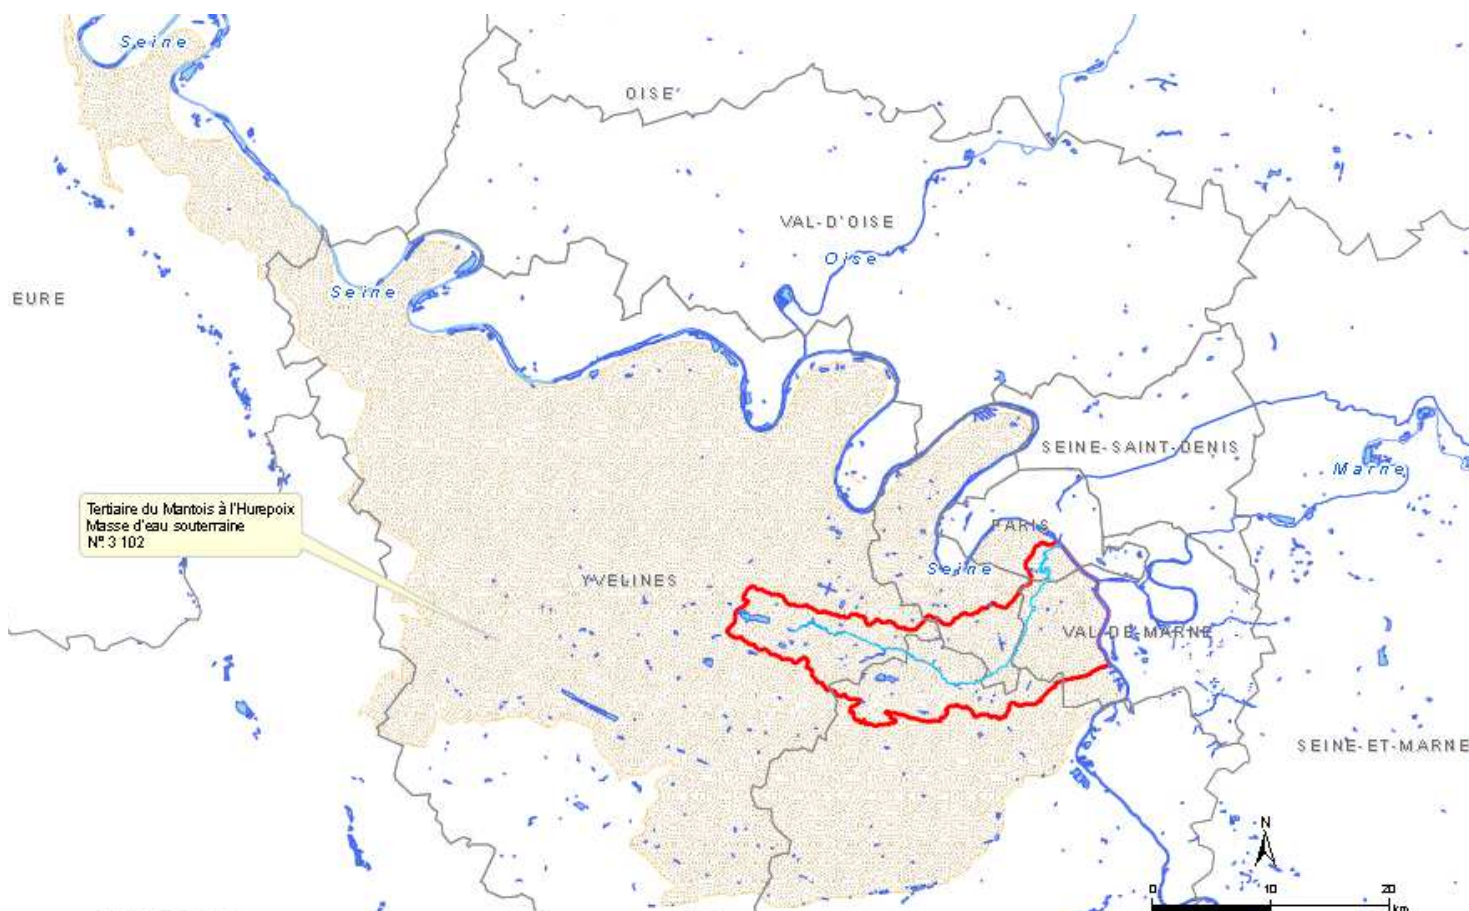 Seine
OISE
VAL-D'OISE
Oise
Seine
EURE
SEINE-SAINT-DENIS
Marne
Tertiaire du Mantois à l'Hurepoix
Masse d'eau souterraine
N° 3 102
PARIS
Seine
YVELINES
VAL-DE-MARNE
SEINE-ET-MARNE
N
0 10 20
km